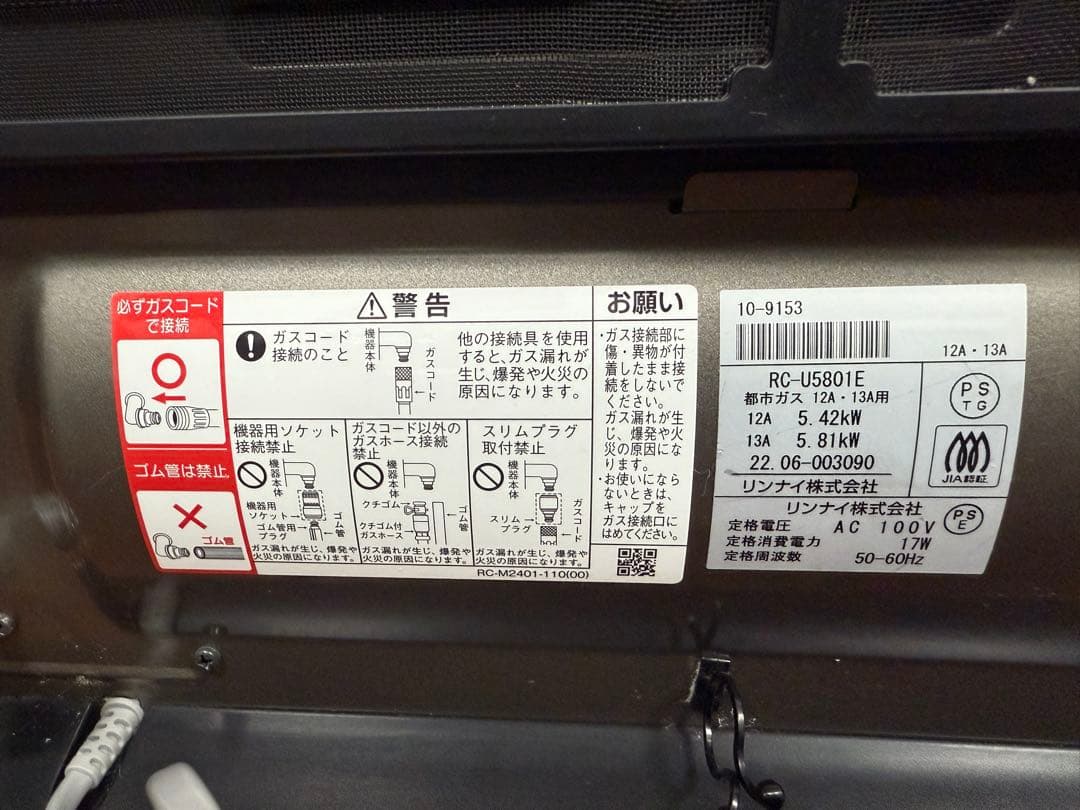 必ずガスコード
で接続
ゴム管は禁止
ゴム管
警告
ガスコード
接続のこと
機器本体
ガスコード
他の接続具を使用
すると、ガス漏れが
生じ、爆発や火災の
原因になります。
機器用ソケット
接続禁止
機器本体
機器用
ソケット
ゴム管用
プラグ
ゴム管
ガス漏れが生じ、爆発や
火災の原因になります。
ガスコード以外の
ガスホース接続
禁止
機器本体
クチゴム
クチゴム付
ガスホース
ゴム管
ガス漏れが生じ、爆発や
火災の原因になります。
スリムプラグ
取付禁止
機器本体
スリム
プラグ
ガスコード
ガス漏れが生じ、爆発や
火災の原因になります。
お願い
・ガス接続部に
傷・異物が付
着したまま接
続をしないで
ください。
ガス漏れが生
じ、爆発や火
災の原因にな
ります。
・お使いになら
ないときは、
キャップを
ガス接続口に
はめてください。
RC-M2401-110(00)
10-9153
12A・13A
RC-U5801E
都市ガス 12A・13A用
12A 5.42kW
13A 5.81kW
22.06-003090
リンナイ株式会社
PS
TG
JIA認証
リンナイ株式会社
定格電圧 AC 100V
定格消費電力 17W
定格周波数 50-60Hz
PS
E